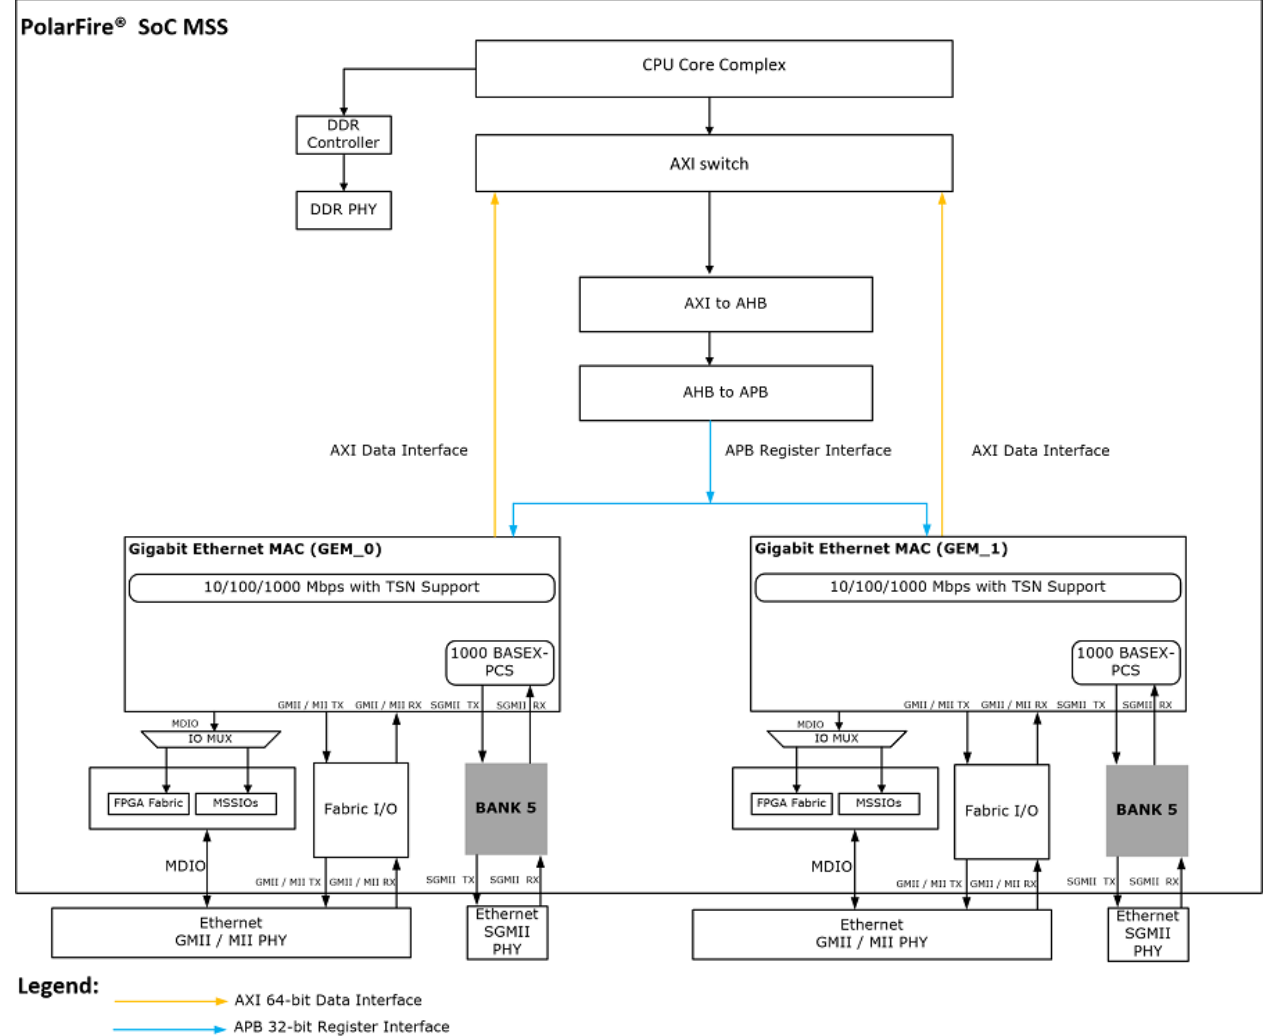 PolarFire® SoC MSS
CPU Core Complex
DDR
Controller
AXI switch
DDR PHY
AXI to AHB
AHB to APB
AXI Data Interface
APB Register Interface
AXI Data Interface
Gigabit Ethernet MAC (GEM_0)
10/100/1000 Mbps with TSN Support
1000 BASEX-
PCS
GMII / MII TX
GMII / MII RX
SGMII TX
SGMII RX
MDIO
IO MUX
FPGA Fabric
MSSIOs
Fabric I/O
BANK 5
MDIO
GMII / MII TX
GMII / MII RX
SGMII TX
SGMII RX
Ethernet
GMII / MII PHY
Ethernet
SGMII
PHY
Gigabit Ethernet MAC (GEM_1)
10/100/1000 Mbps with TSN Support
1000 BASEX-
PCS
GMII / MII TX
GMII / MII RX
SGMII TX
SGMII RX
MDIO
IO MUX
FPGA Fabric
MSSIOs
Fabric I/O
BANK 5
MDIO
GMII / MII TX
GMII / MII RX
SGMII TX
SGMII RX
Ethernet
GMII / MII PHY
Ethernet
SGMII
PHY
Legend:
AXI 64-bit Data Interface
APB 32-bit Register Interface